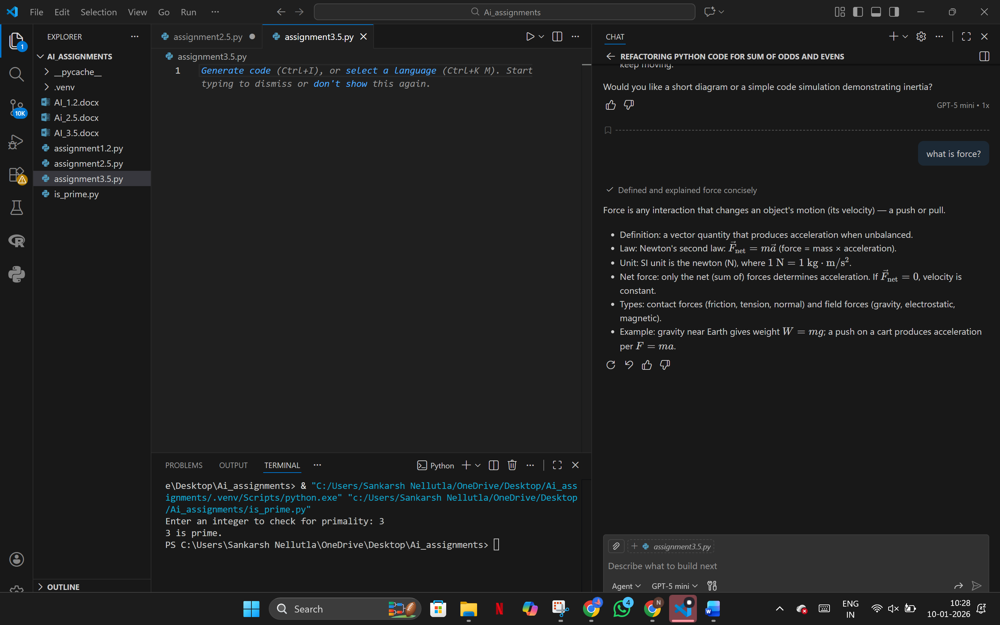 File Edit Selection View Go Run ···
Ai_assignments
EXPLORER
AI_ASSIGNMENTS
__pycache__
.venv
AI_1.2.docx
Ai_2.5.docx
AI_3.5.docx
assignment1.2.py
assignment2.5.py
assignment3.5.py
is_prime.py
OUTLINE
1
10K
assignment2.5.py
assignment3.5.py
assignment3.5.py
1 Generate code (Ctrl+I), or select a language (Ctrl+K M). Start
typing to dismiss or don't show this again.
PROBLEMS OUTPUT TERMINAL ···
Python
e\Desktop\Ai_assignments> & "C:/Users/Sankarsh Nellutla/OneDrive/Desktop/Ai_ass
ignments/.venv/Scripts/python.exe" "c:/Users/Sankarsh Nellutla/OneDrive/Desktop
/Ai_assignments/is_prime.py"
Enter an integer to check for primality: 3
3 is prime.
PS C:\Users\Sankarsh Nellutla\OneDrive\Desktop\Ai_assignments>
CHAT
REFACTORING PYTHON CODE FOR SUM OF ODDS AND EVENS
keep moving.
Would you like a short diagram or a simple code simulation demonstrating inertia?
GPT-5 mini • 1x
what is force?
Defined and explained force concisely
Force is any interaction that changes an object's motion (its velocity) — a push or pull.
• Definition: a vector quantity that produces acceleration when unbalanced.
• Law: Newton's second law: F⃗net = ma⃗ (force = mass × acceleration).
• Unit: SI unit is the newton (N), where 1 N = 1 kg · m/s².
• Net force: only the net (sum of) forces determines acceleration. If F⃗net = 0, velocity is
constant.
• Types: contact forces (friction, tension, normal) and field forces (gravity, electrostatic,
magnetic).
• Example: gravity near Earth gives weight W = mg; a push on a cart produces acceleration
per F = ma.
assignment3.5.py
Describe what to build next
Agent GPT-5 mini
Search
N
4
N
W
ENG
IN
10:28
10-01-2026